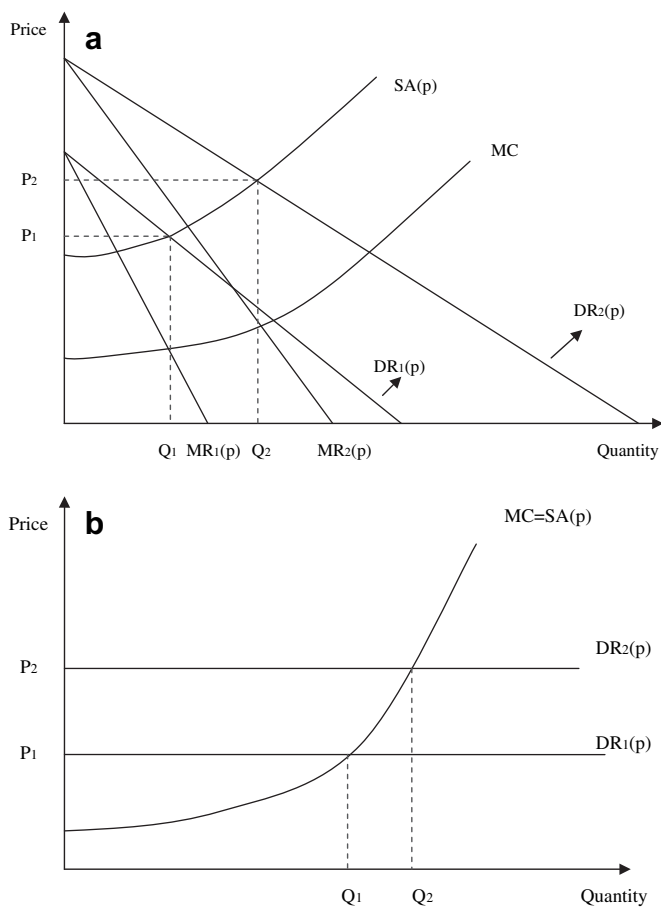 Price
a
SA(p)
MC
P2
P1
DR2(p)
DR1(p)
Q1 MR1(p) Q2 MR2(p) Quantity
b
MC=SA(p)
Price
DR2(p)
P2
DR1(p)
P1
Q1 Q2 Quantity